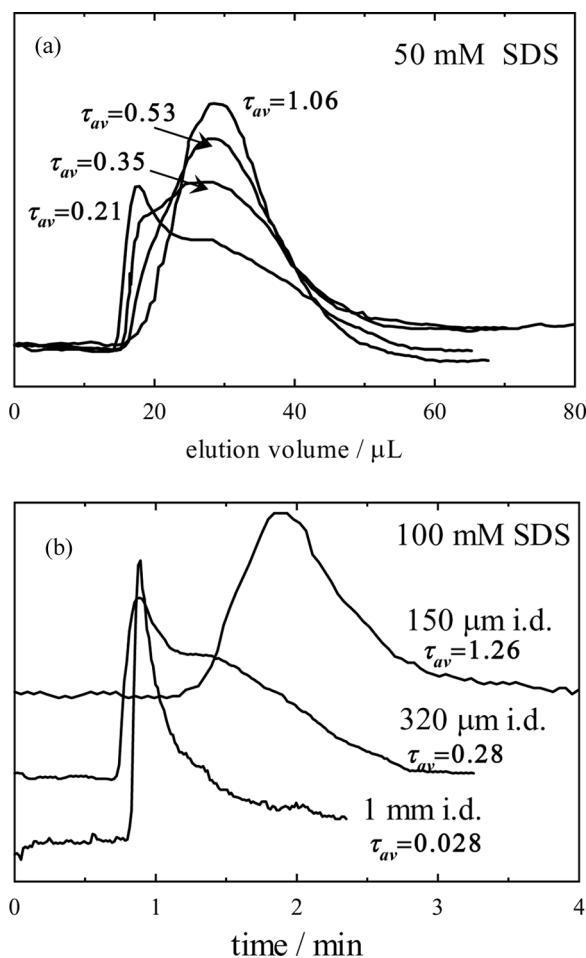 (a)
50 mM SDS
τav=0.53
τav=1.06
τav=0.35
τav=0.21
0 20 40 60 80
elution volume / μL
(b)
100 mM SDS
150 μm i.d.
τav=1.26
320 μm i.d.
τav=0.28
1 mm i.d.
τav=0.028
0 1 2 3 4
time / min